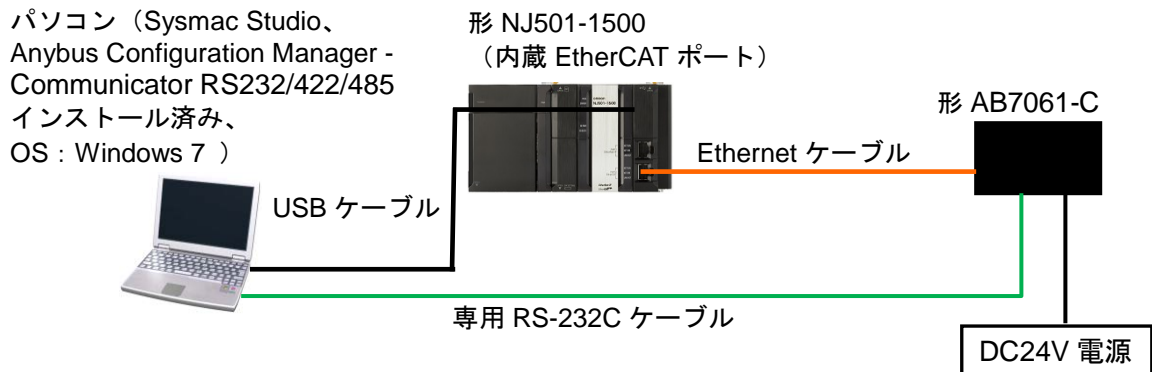 パソコン（Sysmac Studio、
Anybus Configuration Manager -
Communicator RS232/422/485
インストール済み、
OS：Windows 7 ）
形 NJ501-1500
（内蔵 EtherCAT ポート）
形 AB7061-C
Ethernet ケーブル
USB ケーブル
専用 RS-232C ケーブル
DC24V 電源
NJ501-1500